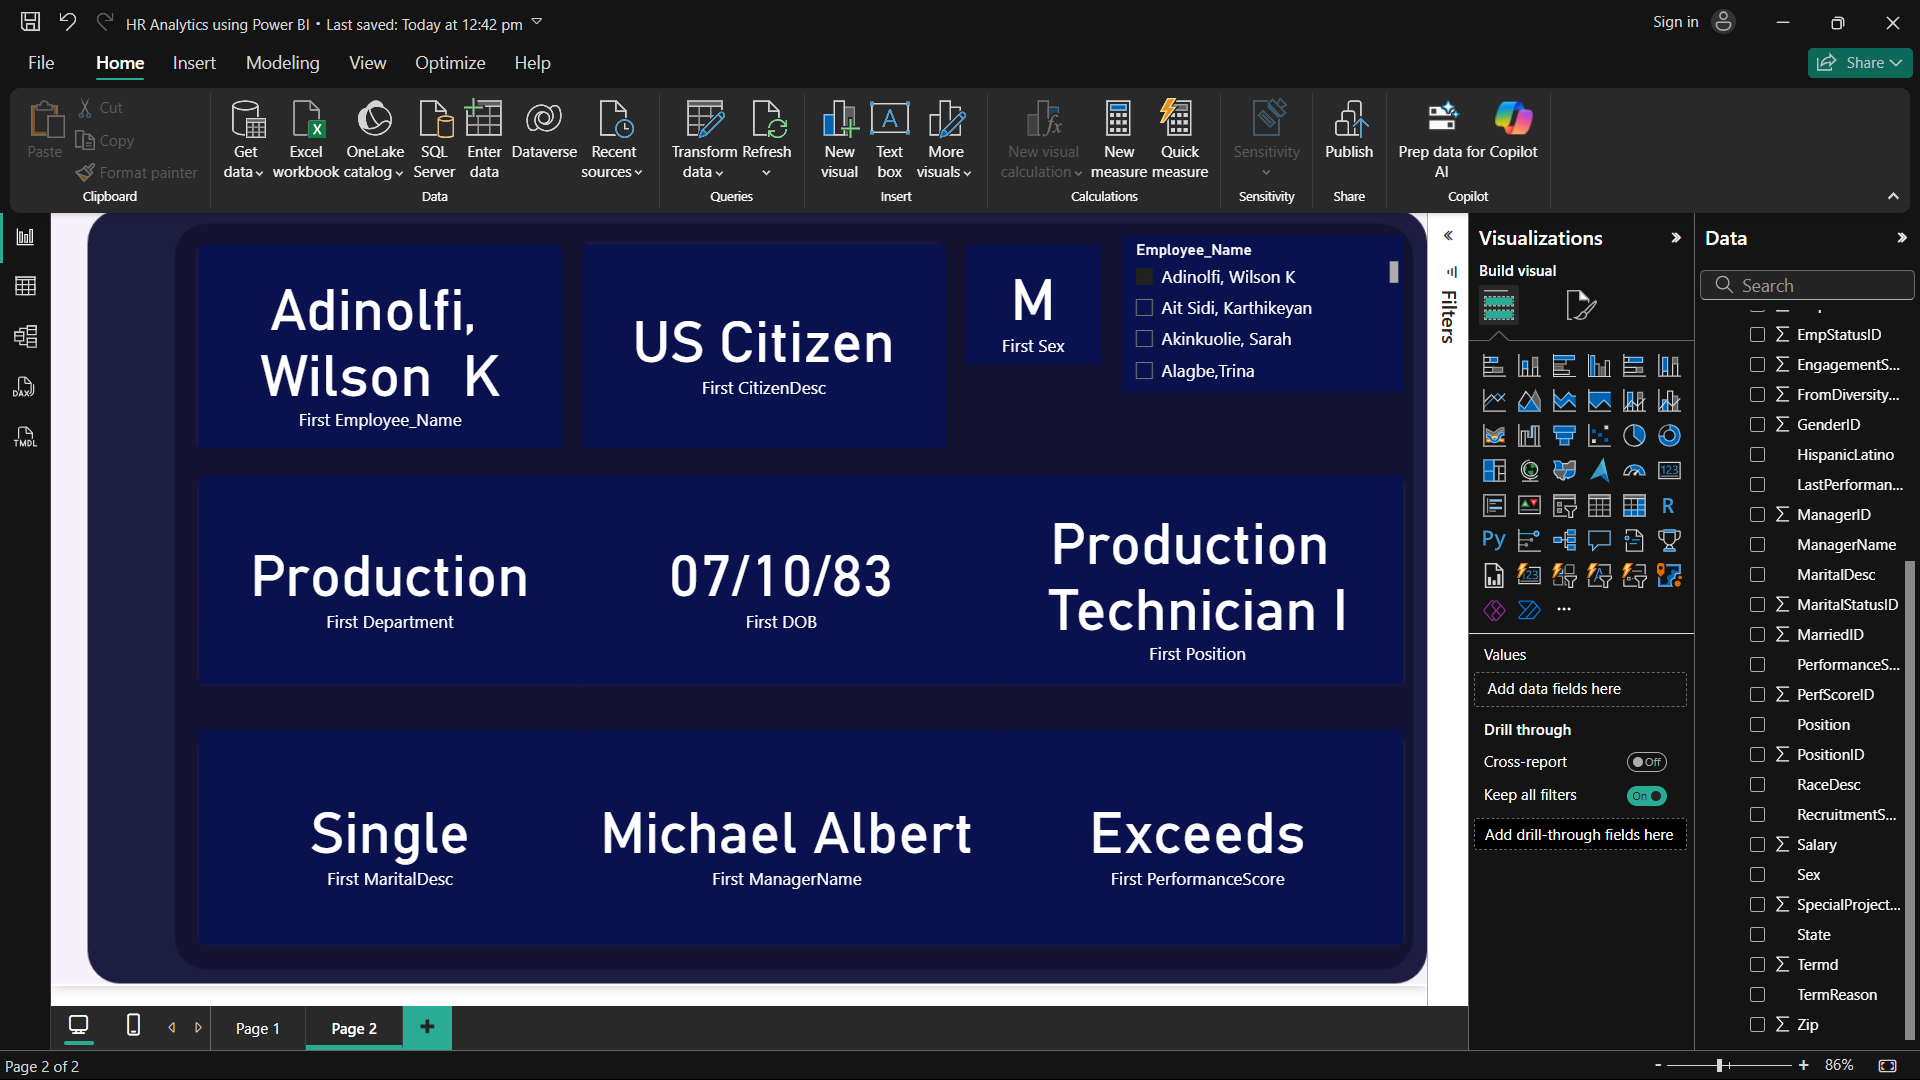 HR Analytics using Power BI • Last saved: Today at 12:42 pm
Sign in
File Home Insert Modeling View Optimize Help
Share
Paste
Cut
Copy
Format painter
Clipboard
Get data
Excel workbook
OneLake catalog
SQL Server
Enter data
Dataverse
Recent sources
Data
Transform data
Refresh
Queries
New visual
Text box
More visuals
Insert
New visual calculation
New measure
Quick measure
Calculations
Sensitivity
Sensitivity
Publish
Share
Prep data for AI
Copilot
Copilot
DAX
TMDL
Adinolfi,
Wilson K
First Employee_Name
US Citizen
First CitizenDesc
M
First Sex
Employee_Name
Adinolfi, Wilson K
Ait Sidi, Karthikeyan
Akinkuolie, Sarah
Alagbe,Trina
Production
First Department
07/10/83
First DOB
Production
Technician I
First Position
Single
First MaritalDesc
Michael Albert
First ManagerName
Exceeds
First PerformanceScore
Filters
Visualizations
Build visual
123
R
Py
123
Values
Add data fields here
Drill through
Cross-report
Off
Keep all filters
On
Add drill-through fields here
Data
Search
EmpStatusID
EngagementS...
FromDiversity...
GenderID
HispanicLatino
LastPerforman...
ManagerID
ManagerName
MaritalDesc
MaritalStatusID
MarriedID
PerformanceS...
PerfScoreID
Position
PositionID
RaceDesc
RecruitmentS...
Salary
Sex
SpecialProject...
State
Termd
TermReason
Zip
Page 1
Page 2
Page 2 of 2
86%